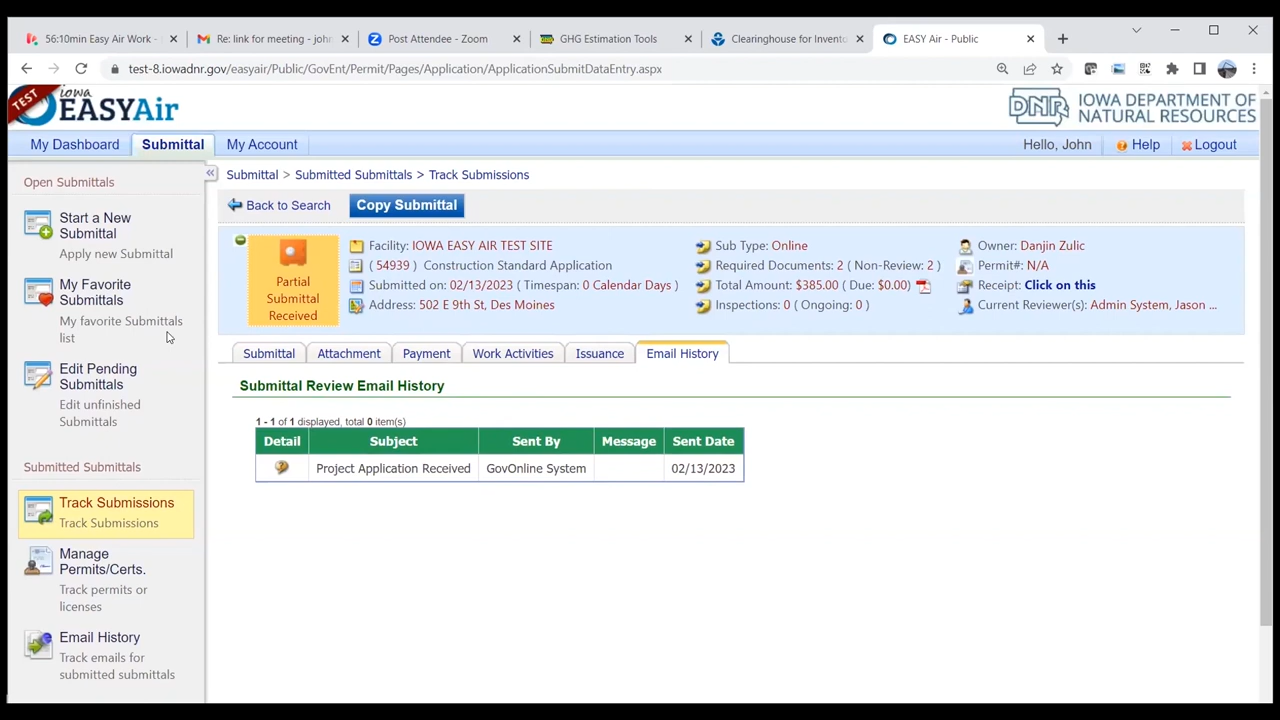 56:10min Easy Air Work -
Re: link for meeting - john
Post Attendee - Zoom
GHG Estimation Tools
Clearinghouse for Invento
EASY Air - Public
test-8.iowadnr.gov/easyair/Public/GovEnt/Permit/Pages/Application/ApplicationSubmitDataEntry.aspx
TEST
iowa
EASYAir
DNR
IOWA DEPARTMENT OF
NATURAL RESOURCES
My Dashboard
Submittal
My Account
Hello, John
Help
Logout
Open Submittals
Start a New
Submittal
Apply new Submittal
My Favorite
Submittals
My favorite Submittals
list
Edit Pending
Submittals
Edit unfinished
Submittals
Submitted Submittals
Track Submissions
Track Submissions
Manage
Permits/Certs.
Track permits or
licenses
Email History
Track emails for
submitted submittals
Submittal > Submitted Submittals > Track Submissions
Back to Search
Copy Submittal
Partial
Submittal
Received
Facility: IOWA EASY AIR TEST SITE
( 54939 ) Construction Standard Application
Submitted on: 02/13/2023 ( Timespan: 0 Calendar Days )
Address: 502 E 9th St, Des Moines
Sub Type: Online
Required Documents: 2 ( Non-Review: 2 )
Total Amount: $385.00 ( Due: $0.00)
Inspections: 0 ( Ongoing: 0 )
Owner: Danjin Zulic
Permit#: N/A
Receipt: Click on this
Current Reviewer(s): Admin System, Jason ...
Submittal
Attachment
Payment
Work Activities
Issuance
Email History
Submittal Review Email History
1 - 1 of 1 displayed, total 0 item(s)
Detail Subject Sent By Message Sent Date
Project Application Received GovOnline System 02/13/2023